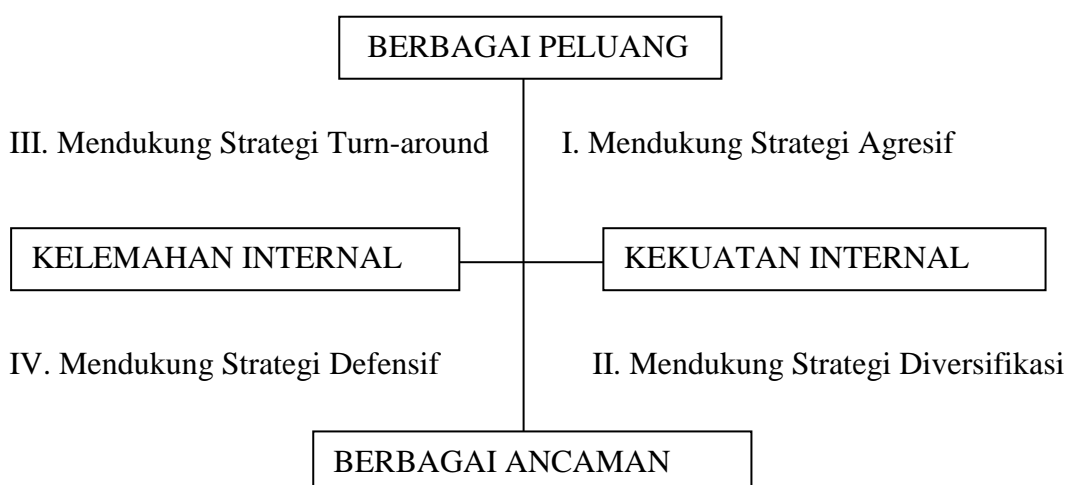 BERBAGAI PELUANG
III. Mendukung Strategi Turn-around
I. Mendukung Strategi Agresif
KELEMAHAN INTERNAL
KEKUATAN INTERNAL
IV. Mendukung Strategi Defensif
II. Mendukung Strategi Diversifikasi
BERBAGAI ANCAMAN